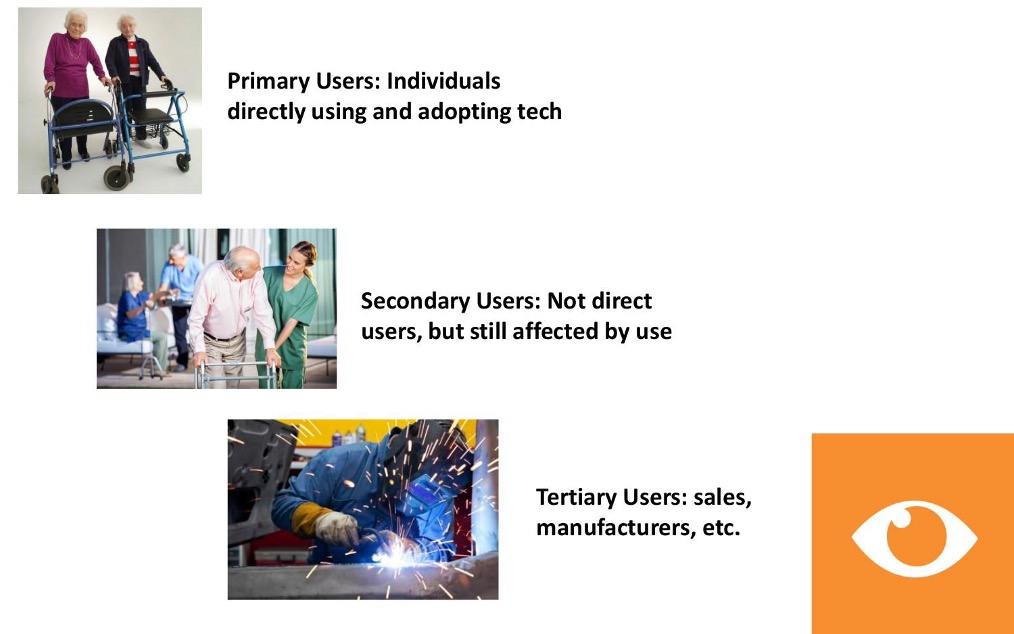 Primary Users: Individuals
directly using and adopting tech
Secondary Users: Not direct
users, but still affected by use
Tertiary Users: sales,
manufacturers, etc.